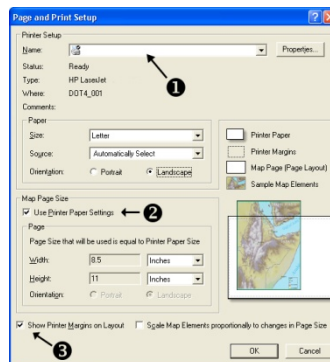 Page and Print Setup
Printer Setup
Name:
Properties...
Status: Ready
Type: HP LaserJet
Where: DOT4_001
Comments:
Paper
Size: Letter
Source: Automatically Select
Orientation: Portrait Landscape
Printer Paper
Printer Margins
Map Page (Page Layout)
Sample Map Elements
Map Page Size
Use Printer Paper Settings
Page
Page Size that will be used is equal to Printer Paper Size
Width: 8.5 Inches
Height: 11 Inches
Orientation: Portrait Landscape
Show Printer Margins on Layout
Scale Map Elements proportionally to changes in Page Size
OK Cancel
1
2
3